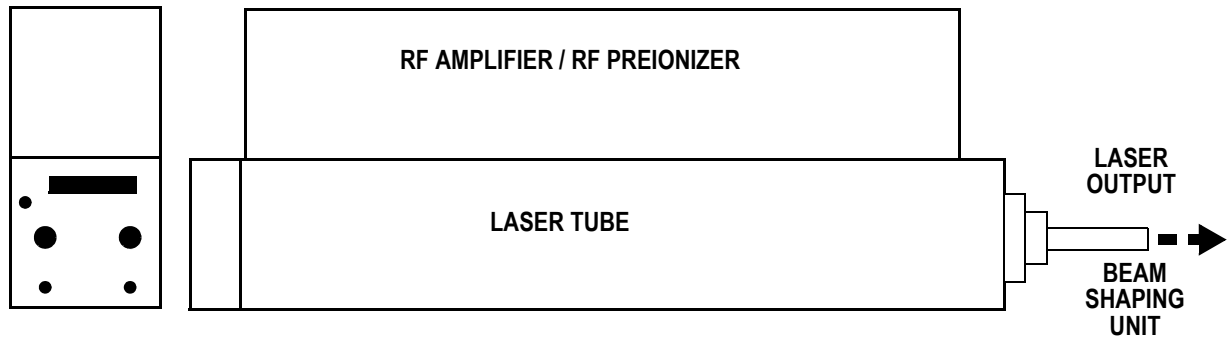 RF AMPLIFIER / RF PREIONIZER
LASER
OUTPUT
LASER TUBE
BEAM
SHAPING
UNIT